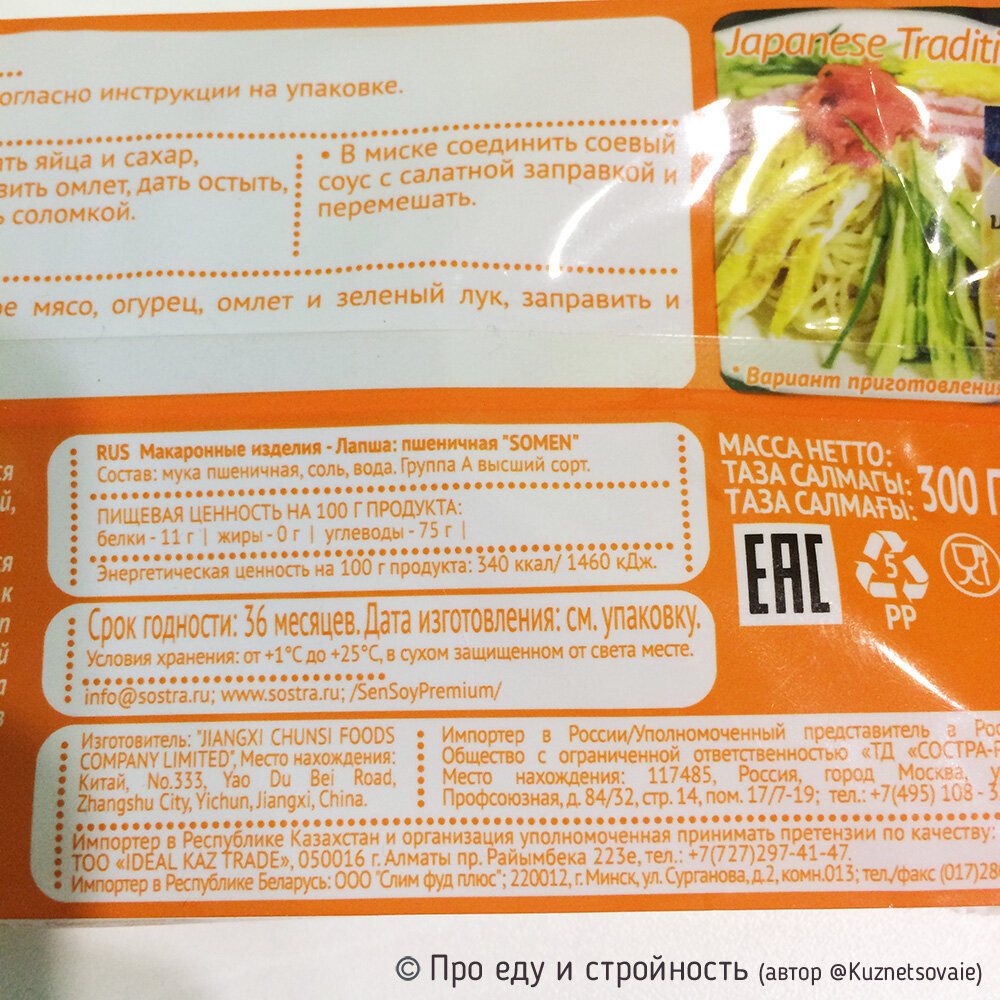 огласно инструкции на упаковке.
ть яйца и сахар,
вить омлет, дать остыть,
ь соломкой.
• В миске соединить соевый
соус с салатной заправкой и
перемешать.
ое мясо, огурец, омлет и зеленый лук, заправить и
Japanese Traditi
* Вариант приготовления
RUS Макаронные изделия - Лапша: пшеничная "SOMEN"
Состав: мука пшеничная, соль, вода. Группа А высший сорт.
ПИЩЕВАЯ ЦЕННОСТЬ НА 100 Г ПРОДУКТА:
белки - 11 г | жиры - 0 г | углеводы - 75 г |
Энергетическая ценность на 100 г продукта: 340 ккал/ 1460 кДж.
МАССА НЕТТО:
ТАЗА САЛМАГЫ: 300 Г
ТАЗА САЛМАҒЫ:
EAC
5
PP
Срок годности: 36 месяцев. Дата изготовления: см. упаковку.
Условия хранения: от +1°C до +25°C, в сухом защищенном от света месте.
info@sostra.ru; www.sostra.ru; /SenSoyPremium/
Изготовитель: "JIANGXI CHUNSI FOODS
COMPANY LIMITED", Место нахождения:
Китай, No.333, Yao Du Bei Road,
Zhangshu City, Yichun, Jiangxi, China.
Импортер в России/Уполномоченный представитель в Рос
Общество с ограниченной ответственностью «ТД «СОСТРА-
Место нахождения: 117485, Россия, город Москва, у
Профсоюзная, д. 84/32, стр. 14, пом. 17/7-19; тел.: +7(495) 108 - 3
Импортер в Республике Казахстан и организация уполномоченная принимать претензии по качеству:
ТОО «IDEAL KAZ TRADE», 050016 г. Алматы пр. Райымбека 223е, тел.: +7(727)297-41-47.
Импортер в Республике Беларусь: ООО "Слим фуд плюс"; 220012, г. Минск, ул. Сурганова, д.2, комн.013; тел./факс (017)28
© Про еду и стройность (автор @Kuznetsovaie)